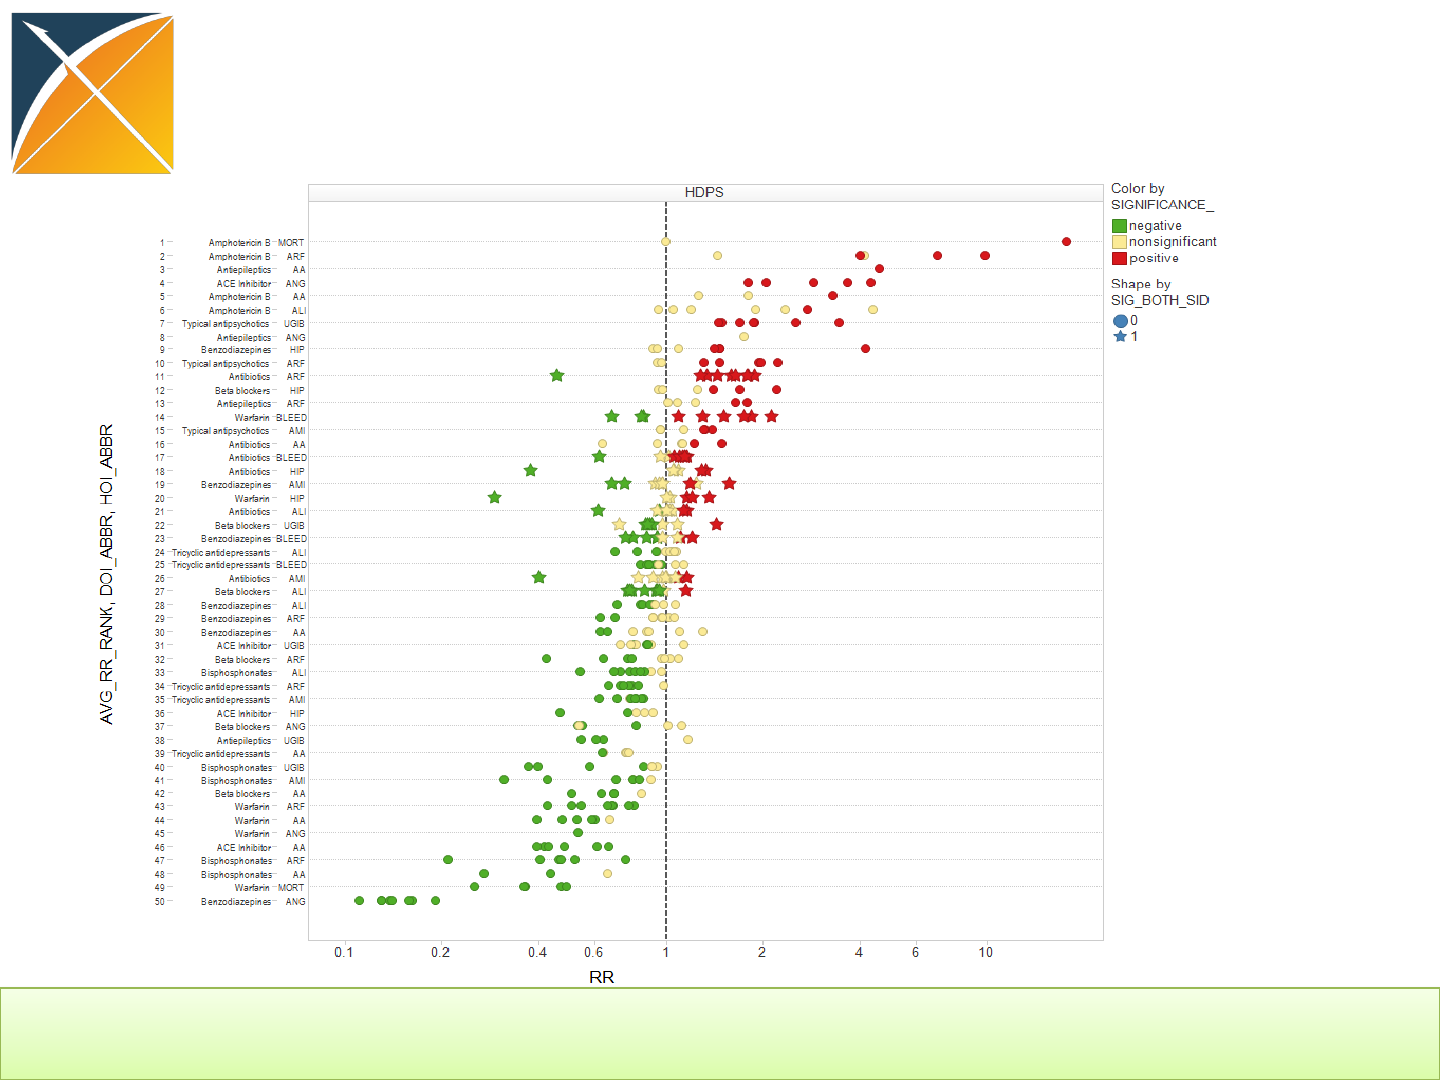 HDPS
Color by
SIGNIFICANCE_
negative
nonsignificant
positive
Shape by
SIG_BOTH_SID
0
1
AVG_RR_RANK, DOI_ABBR, HOI_ABBR
1 Amphotericin B MORT
2 Amphotericin B ARF
3 Antiepileptics AA
4 ACE Inhibitor ANG
5 Amphotericin B AA
6 Amphotericin B ALI
7 Typical antipsychotics UGIB
8 Antiepileptics ANG
9 Benzodiazepines HIP
10 Typical antipsychotics ARF
11 Antibiotics ARF
12 Beta blockers HIP
13 Antiepileptics ARF
14 Warfarin BLEED
15 Typical antipsychotics AMI
16 Antibiotics AA
17 Antibiotics BLEED
18 Antibiotics HIP
19 Benzodiazepines AMI
20 Warfarin HIP
21 Antibiotics ALI
22 Beta blockers UGIB
23 Benzodiazepines BLEED
24 Tricyclic antidepressants ALI
25 Tricyclic antidepressants BLEED
26 Antibiotics AMI
27 Beta blockers ALI
28 Benzodiazepines ALI
29 Benzodiazepines ARF
30 Benzodiazepines AA
31 ACE Inhibitor UGIB
32 Beta blockers ARF
33 Bisphosphonates ALI
34 Tricyclic antidepressants ARF
35 Tricyclic antidepressants AMI
36 ACE Inhibitor HIP
37 Beta blockers ANG
38 Antiepileptics UGIB
39 Tricyclic antidepressants AA
40 Bisphosphonates UGIB
41 Bisphosphonates AMI
42 Beta blockers AA
43 Warfarin ARF
44 Warfarin AA
45 Warfarin ANG
46 ACE Inhibitor AA
47 Bisphosphonates ARF
48 Bisphosphonates AA
49 Warfarin MORT
50 Benzodiazepines ANG
0.1 0.2 0.4 0.6 1 2 4 6 10
RR